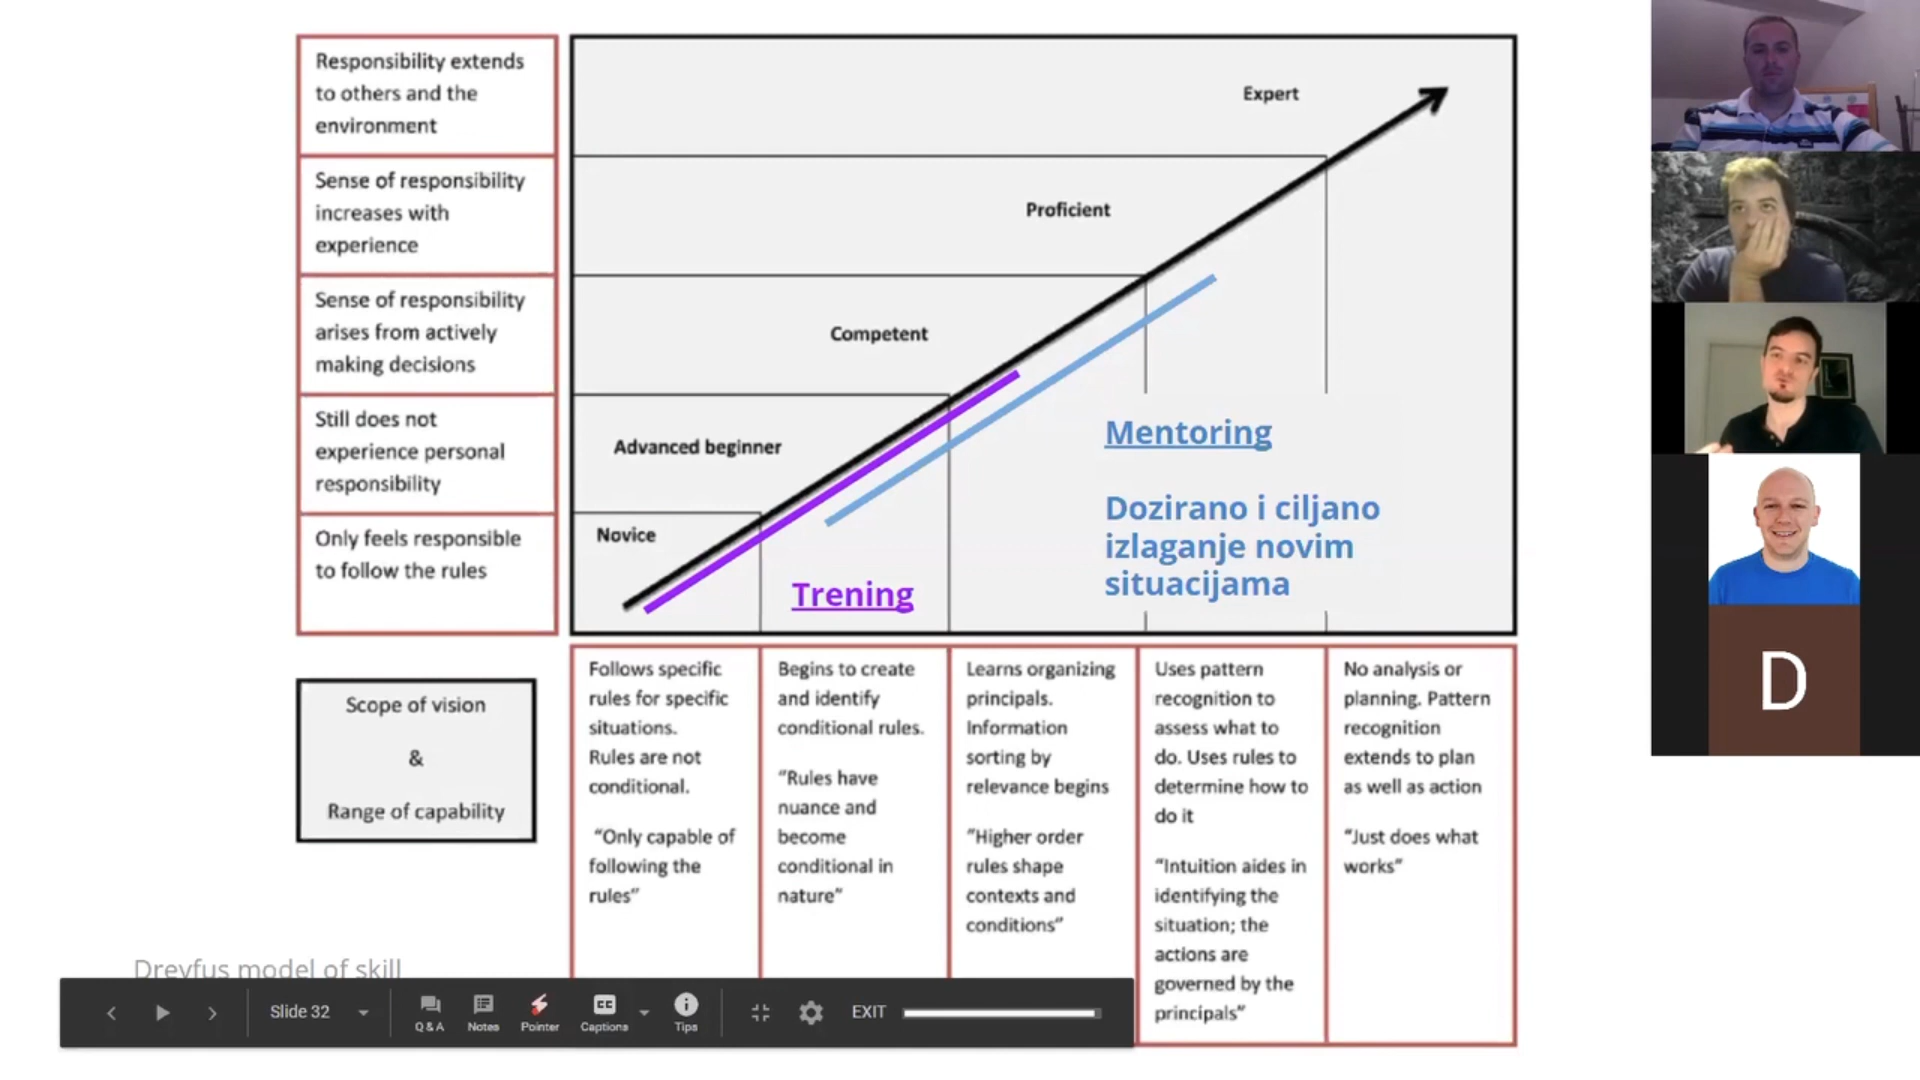 Responsibility extends
to others and the
environment
Sense of responsibility
increases with
experience
Sense of responsibility
arises from actively
making decisions
Still does not
experience personal
responsibility
Only feels responsible
to follow the rules
Expert
Proficient
Competent
Advanced beginner
Novice
Trening
Mentoring
Dozirano i ciljano
izlaganje novim
situacijama
Scope of vision
&
Range of capability
Follows specific
rules for specific
situations.
Rules are not
conditional.
“Only capable of
following the
rules”
Begins to create
and identify
conditional rules.
“Rules have
nuance and
become
conditional in
nature”
Learns organizing
principals.
Information
sorting by
relevance begins
“Higher order
rules shape
contexts and
conditions”
Uses pattern
recognition to
assess what to
do. Uses rules to
determine how to
do it
“Intuition aides in
identifying the
situation; the
actions are
governed by the
principals”
No analysis or
planning. Pattern
recognition
extends to plan
as well as action
“Just does what
works”
Dreyfus model of skill
Slide 32
Q & A
Notes
Pointer
CC
Captions
Tips
EXIT
D